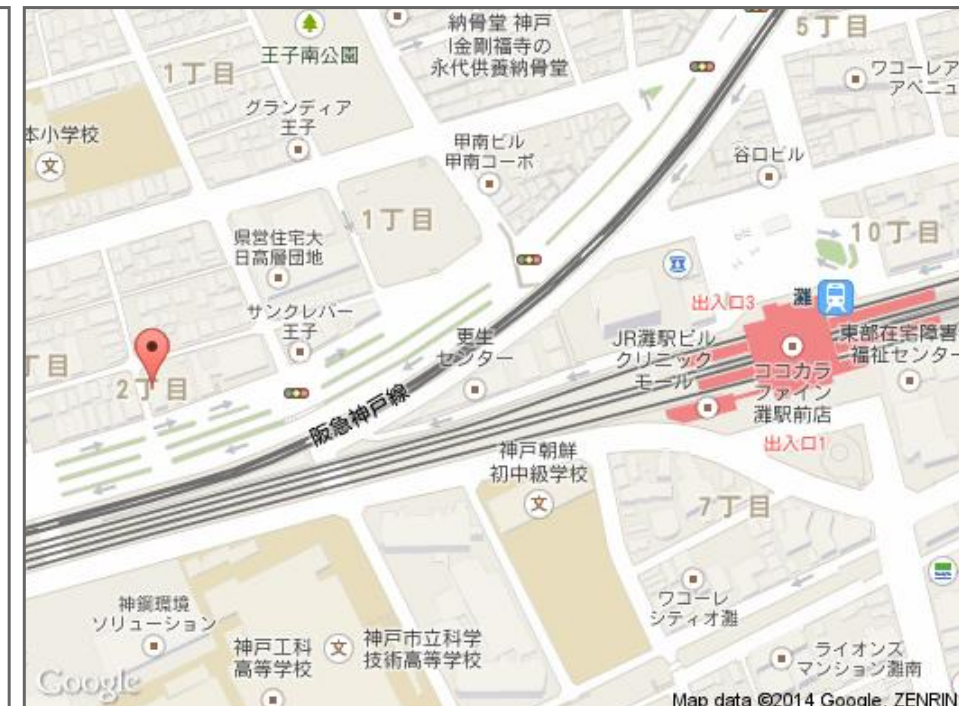 納骨堂 神戸
I金剛福寺の
永代供養納骨堂
5丁目
王子南公園
1丁目
ワコーレア
アベニュ
グランディア
王子
本小学校
文
甲南ビル
甲南コーポ
谷口ビル
1丁目
10丁目
県営住宅大
日高層団地
出入口3
灘
サンクレバー
王子
更生
センター
JR灘駅ビル
クリニック
モール
東部在宅障害
福祉センター
ココカラ
ファイン
灘駅前店
丁目
2丁目
阪急神戸線
出入口1
神戸朝鮮
初中級学校
文
7丁目
神鋼環境
ソリューション
神戸工科
高等学校
文
神戸市立科学
技術高等学校
ワコーレ
シティオ灘
ライオンズ
マンション灘南
Google
Map data ©2014 Google, ZENRIN